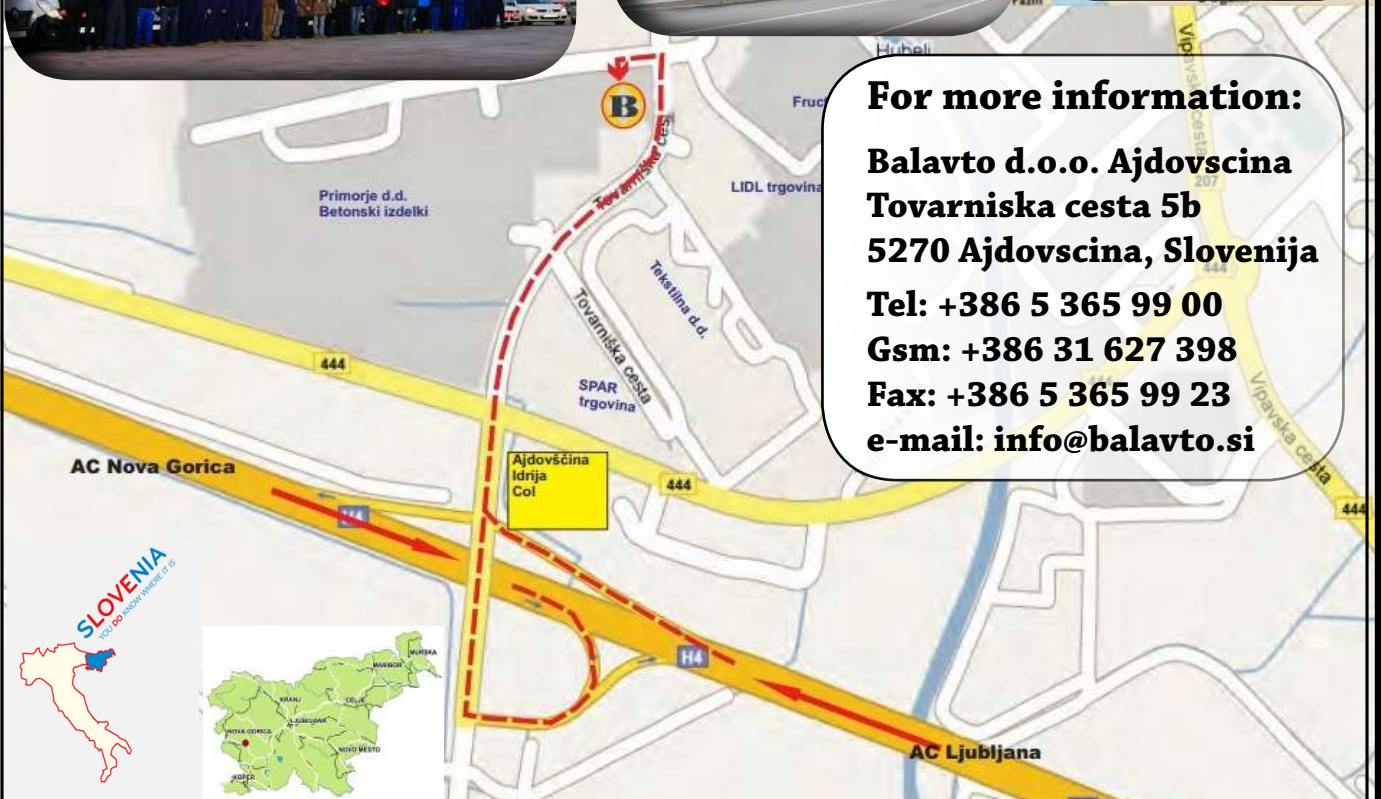 Hubelj
B
Vipavska cesta
207
For more information:
Balavto d.o.o. Ajdovscina
Tovarniska cesta 5b
5270 Ajdovscina, Slovenija
Tel: +386 5 365 99 00
Gsm: +386 31 627 398
Fax: +386 5 365 99 23
e-mail: info@balavto.si
Primorje d.d.
Betonski izdelki
LIDL trgovina
Tekstilna d.d.
Tovarniška cesta
SPAR
trgovina
444
444
444
444
444
Vipavska cesta
AC Nova Gorica
Ajdovščina
Idrija
Col
H4
H4
AC Ljubljana
SLOVENIA
YOU DO KNOW WHERE IT IS
MURSKA
MARIBOR
KRANJ
CELJE
LJUBLJANA
NOVA GORICA
NOVO MESTO
KOPER